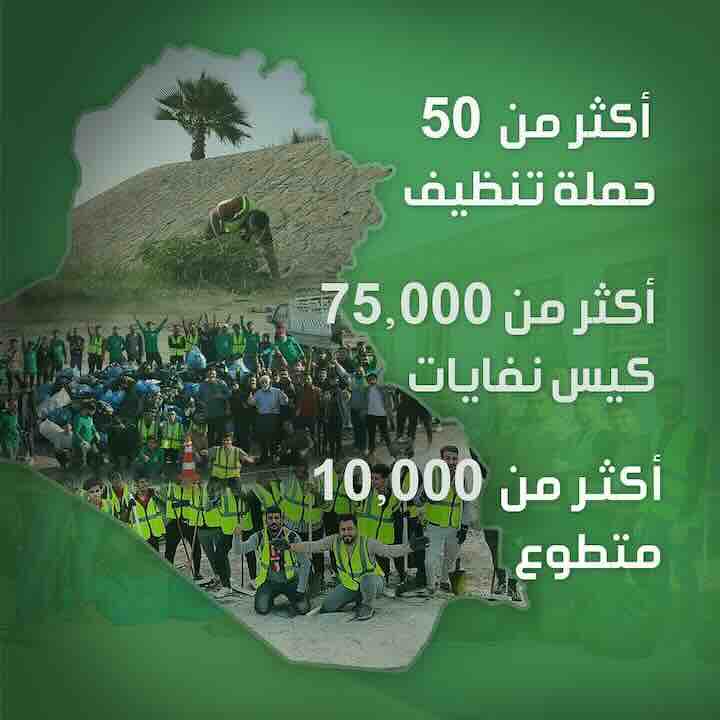 أكثر من 50
حملة تنظيف
أكثر من 75,000
كيس نفايات
أكثر من 10,000
متطوع